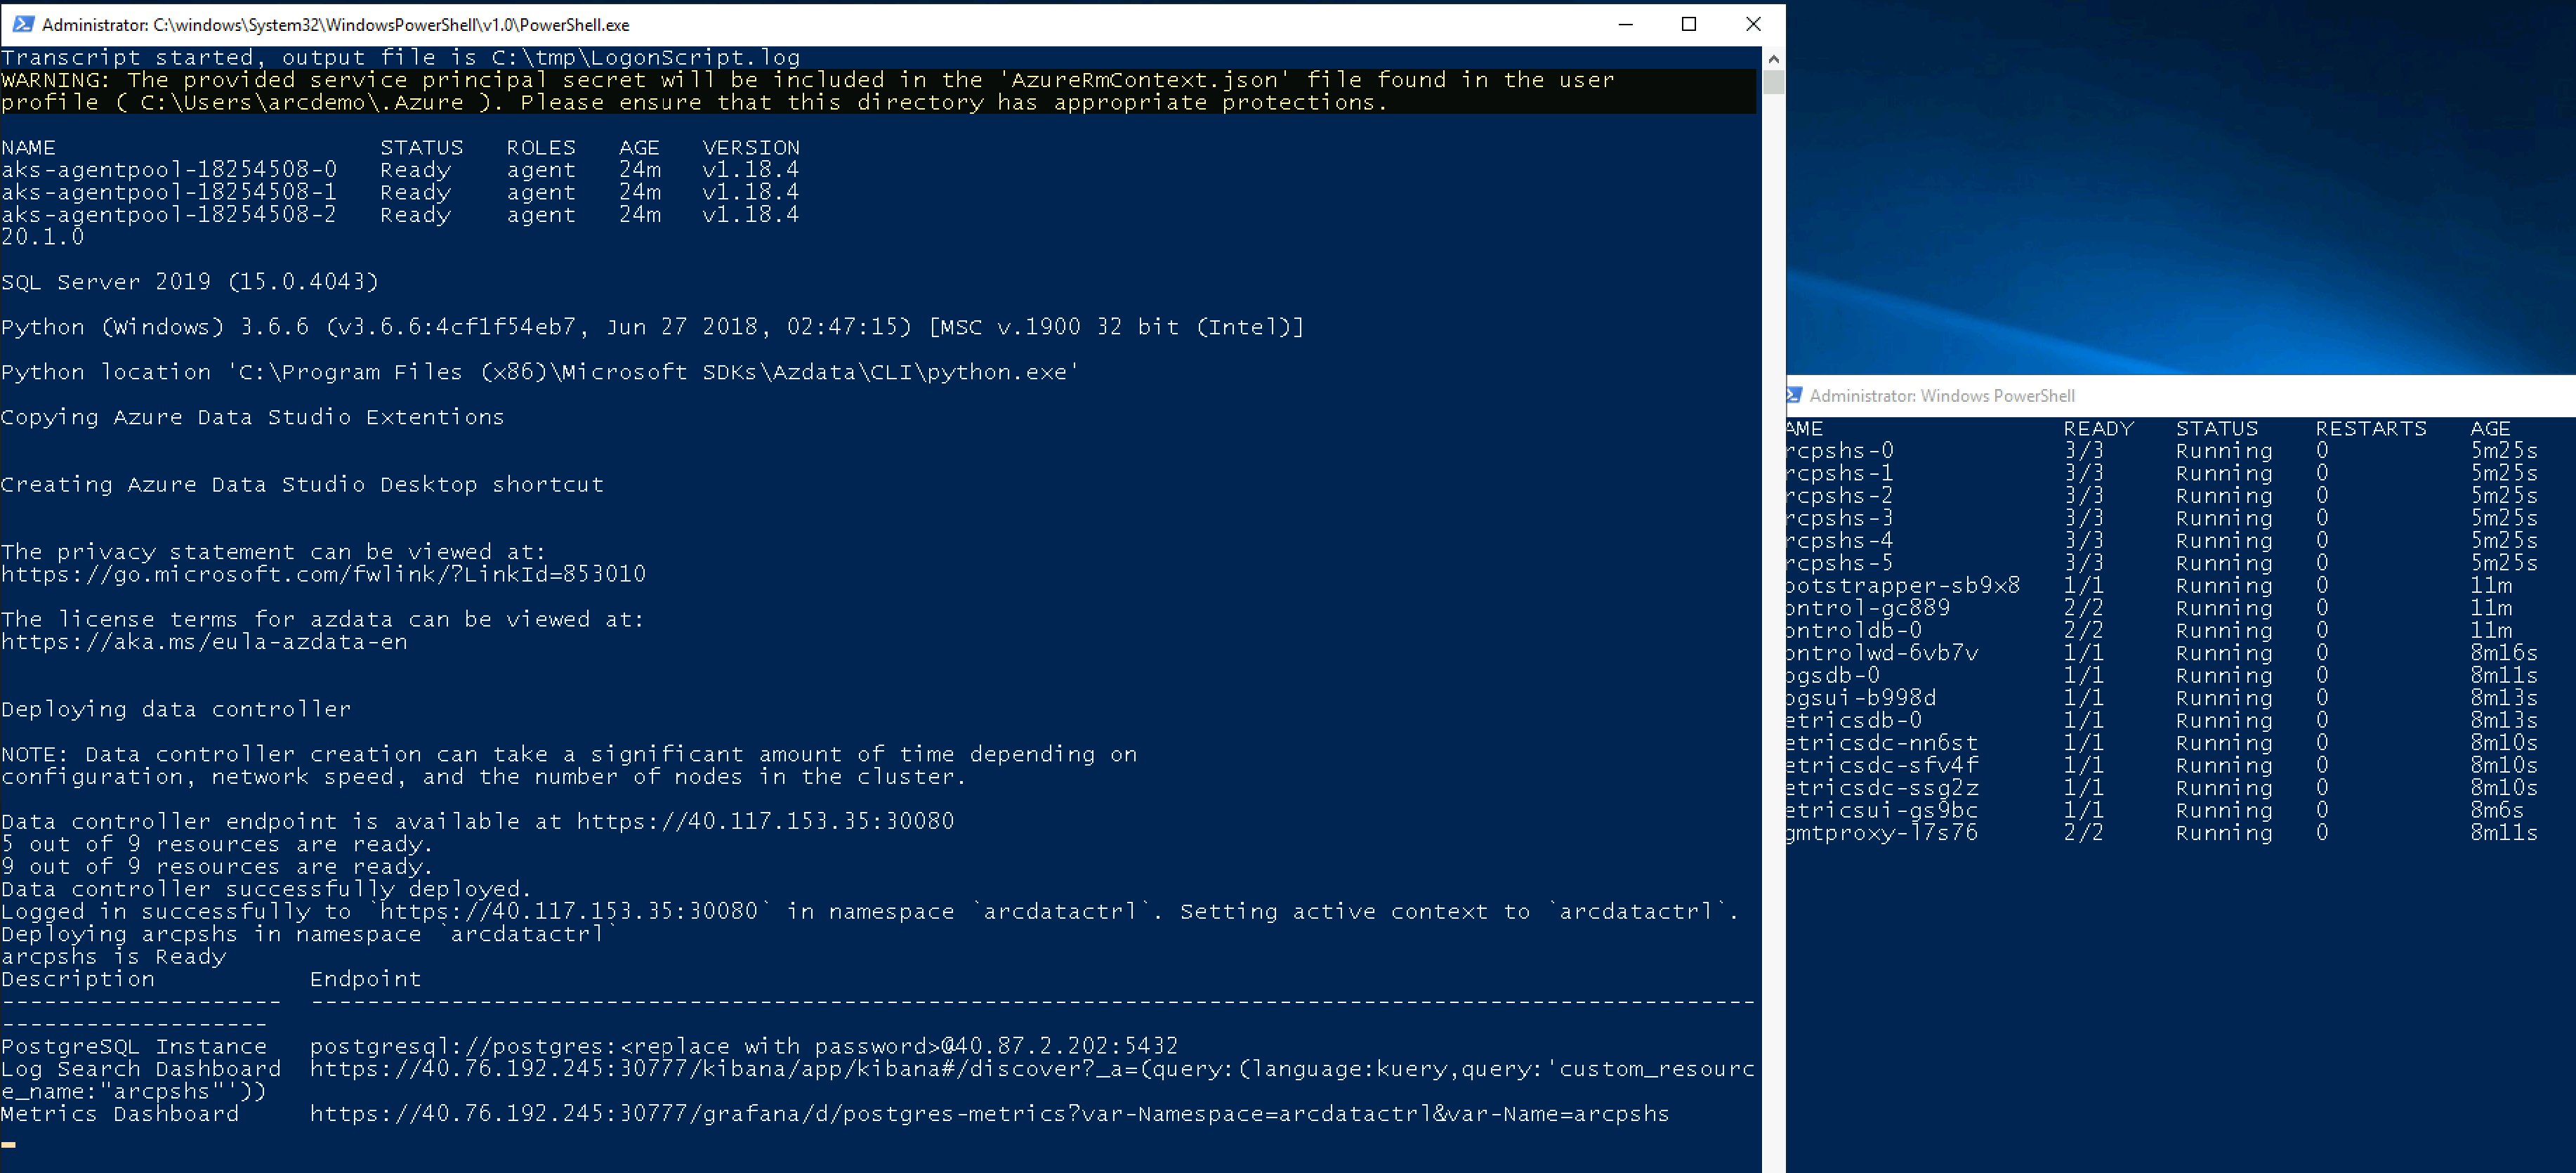 Administrator: C:\windows\System32\WindowsPowerShell\v1.0\PowerShell.exe
Transcript started, output file is C:\tmp\LogonScript.log
WARNING: The provided service principal secret will be included in the 'AzureRmContext.json' file found in the user
profile ( C:\Users\arcdemo\.Azure ). Please ensure that this directory has appropriate protections.
NAME STATUS ROLES AGE VERSION
aks-agentpool-18254508-0 Ready agent 24m v1.18.4
aks-agentpool-18254508-1 Ready agent 24m v1.18.4
aks-agentpool-18254508-2 Ready agent 24m v1.18.4
20.1.0
SQL Server 2019 (15.0.4043)
Python (Windows) 3.6.6 (v3.6.6:4cf1f54eb7, Jun 27 2018, 02:47:15) [MSC v.1900 32 bit (Intel)]
Python location 'C:\Program Files (x86)\Microsoft SDKs\Azdata\CLI\python.exe'
Copying Azure Data Studio Extentions
Creating Azure Data Studio Desktop shortcut
The privacy statement can be viewed at:
https://go.microsoft.com/fwlink/?LinkId=853010
The license terms for azdata can be viewed at:
https://aka.ms/eula-azdata-en
Deploying data controller
NOTE: Data controller creation can take a significant amount of time depending on
configuration, network speed, and the number of nodes in the cluster.
Data controller endpoint is available at https://40.117.153.35:30080
5 out of 9 resources are ready.
9 out of 9 resources are ready.
Data controller successfully deployed.
Logged in successfully to `https://40.117.153.35:30080` in namespace `arcdatactrl`. Setting active context to `arcdatactrl`.
Deploying arcpshs in namespace `arcdatactrl`
arcpshs is Ready
Description Endpoint
-------------------- -------------------------------------------------------------------------------------------------------
-------------------
PostgreSQL Instance postgresql://postgres:<replace with password>@40.87.2.202:5432
Log Search Dashboard https://40.76.192.245:30777/kibana/app/kibana#/discover?_a=(query:(language:kuery,query:'custom_resourc
e_name:"arcpshs"'))
Metrics Dashboard https://40.76.192.245:30777/grafana/d/postgres-metrics?var-Namespace=arcdatactrl&var-Name=arcpshs
Administrator: Windows PowerShell
AME READY STATUS RESTARTS AGE
rcpshs-0 3/3 Running 0 5m25s
rcpshs-1 3/3 Running 0 5m25s
rcpshs-2 3/3 Running 0 5m25s
rcpshs-3 3/3 Running 0 5m25s
rcpshs-4 3/3 Running 0 5m25s
rcpshs-5 3/3 Running 0 5m25s
ootstrapper-sb9x8 1/1 Running 0 11m
ontrol-gc889 2/2 Running 0 11m
ontroldb-0 2/2 Running 0 11m
ontrolwd-6vb7v 1/1 Running 0 8m16s
ogsdb-0 1/1 Running 0 8m11s
ogsui-b998d 1/1 Running 0 8m13s
etricsdb-0 1/1 Running 0 8m13s
etricsdc-nn6st 1/1 Running 0 8m10s
etricsdc-sfv4f 1/1 Running 0 8m10s
etricsdc-ssg2z 1/1 Running 0 8m10s
etricsui-gs9bc 1/1 Running 0 8m6s
gmtproxy-l7s76 2/2 Running 0 8m11s